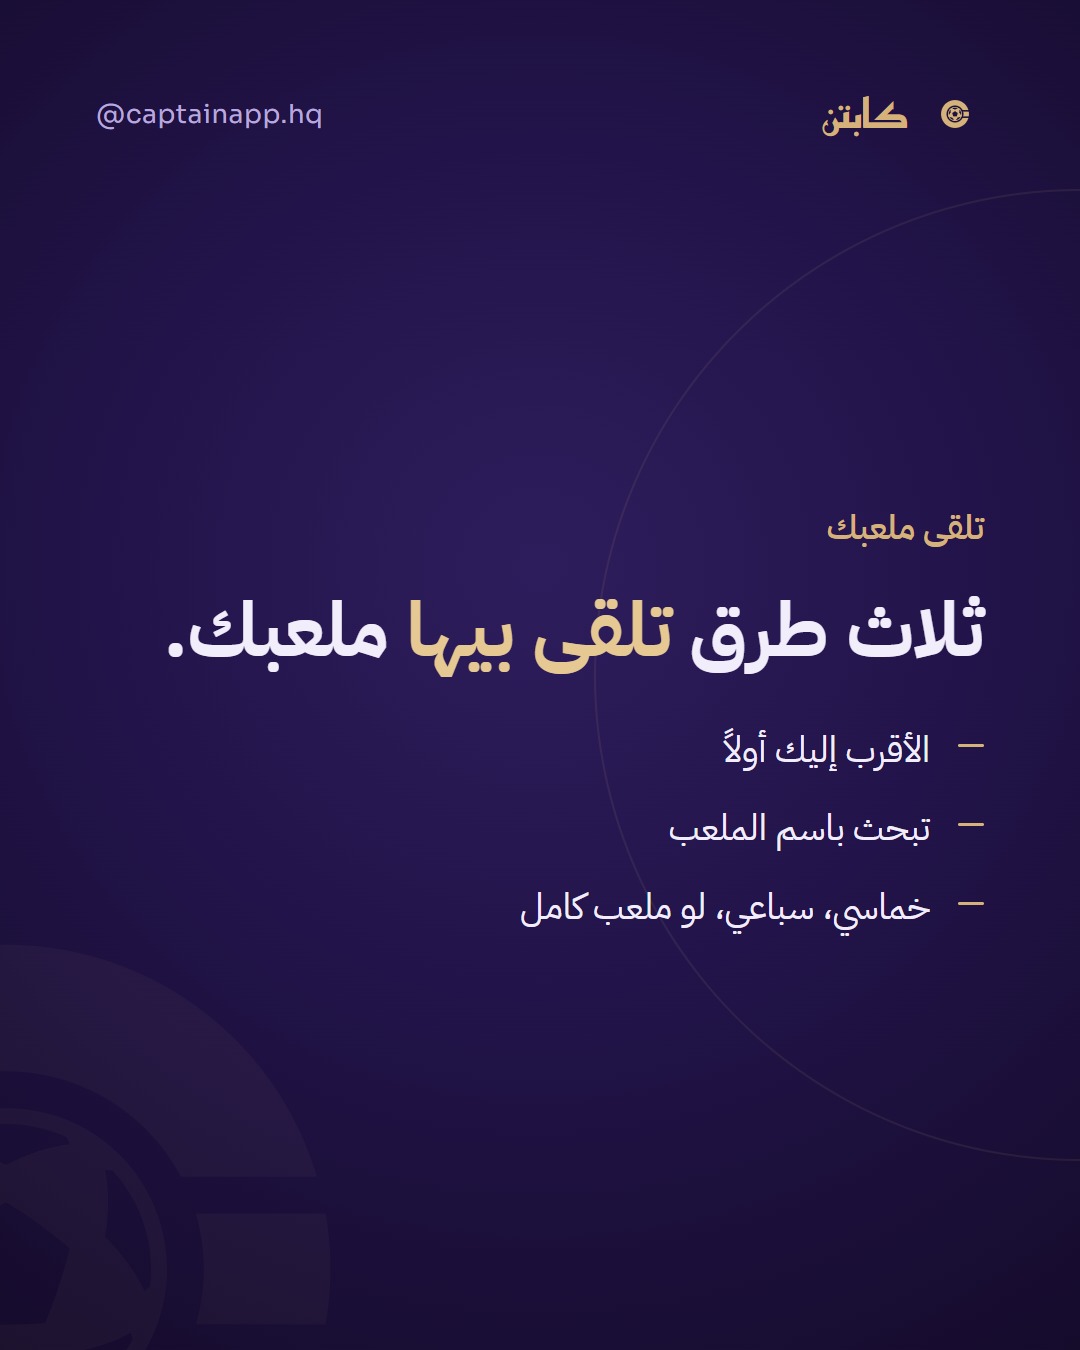 كابتن
@captainapp.hq
تلقى ملعبك
ثلاث طرق تلقى بيها ملعبك.
— الأقرب إليك أولاً
— تبحث باسم الملعب
— خماسي، سباعي، لو ملعب كامل